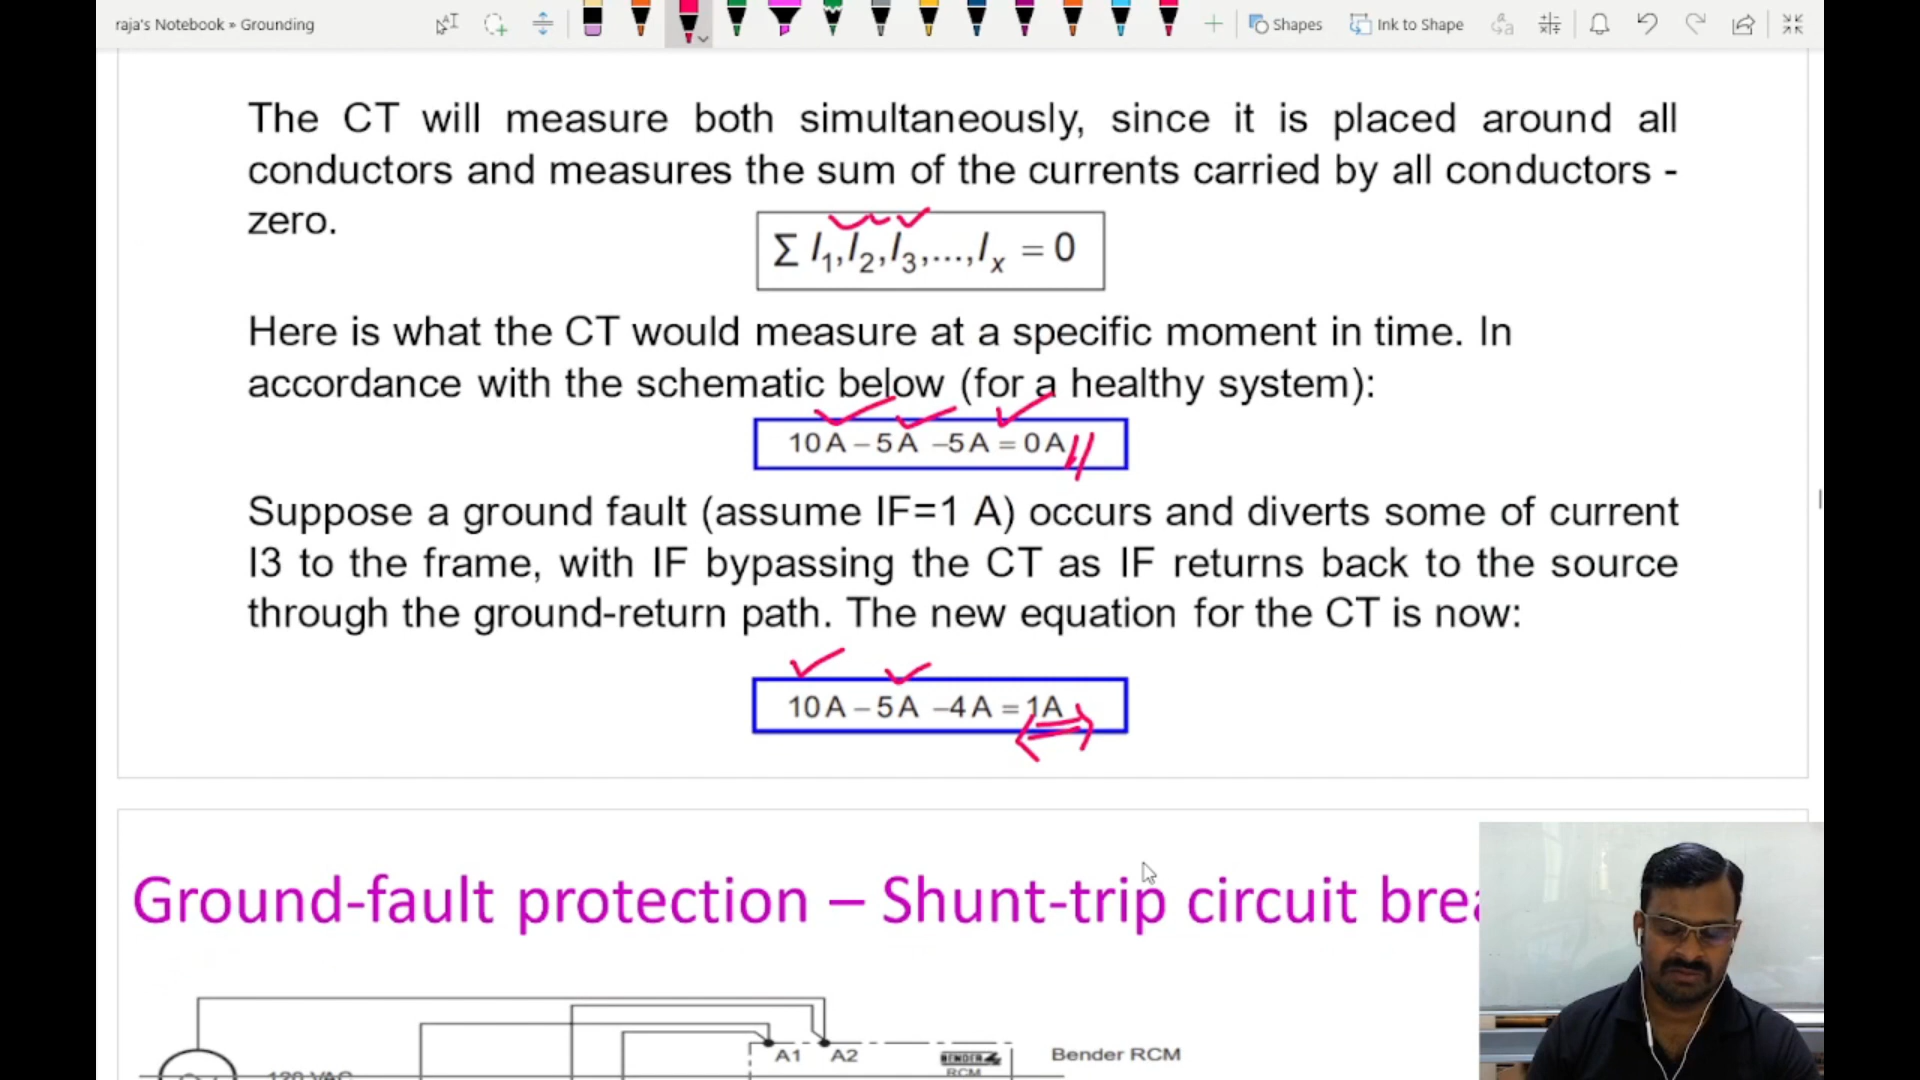 raja's Notebook » Grounding
Shapes
Ink to Shape
The CT will measure both simultaneously, since it is placed around all
conductors and measures the sum of the currents carried by all conductors -
zero.
Σ I1,I2,I3,...,Ix = 0
Here is what the CT would measure at a specific moment in time. In
accordance with the schematic below (for a healthy system):
10 A – 5 A –5 A = 0 A
Suppose a ground fault (assume IF=1 A) occurs and diverts some of current
I3 to the frame, with IF bypassing the CT as IF returns back to the source
through the ground-return path. The new equation for the CT is now:
10 A – 5 A –4 A = 1 A
Ground-fault protection – Shunt-trip circuit brea
A1 A2
BENDER
RCM
Bender RCM
120 VAC